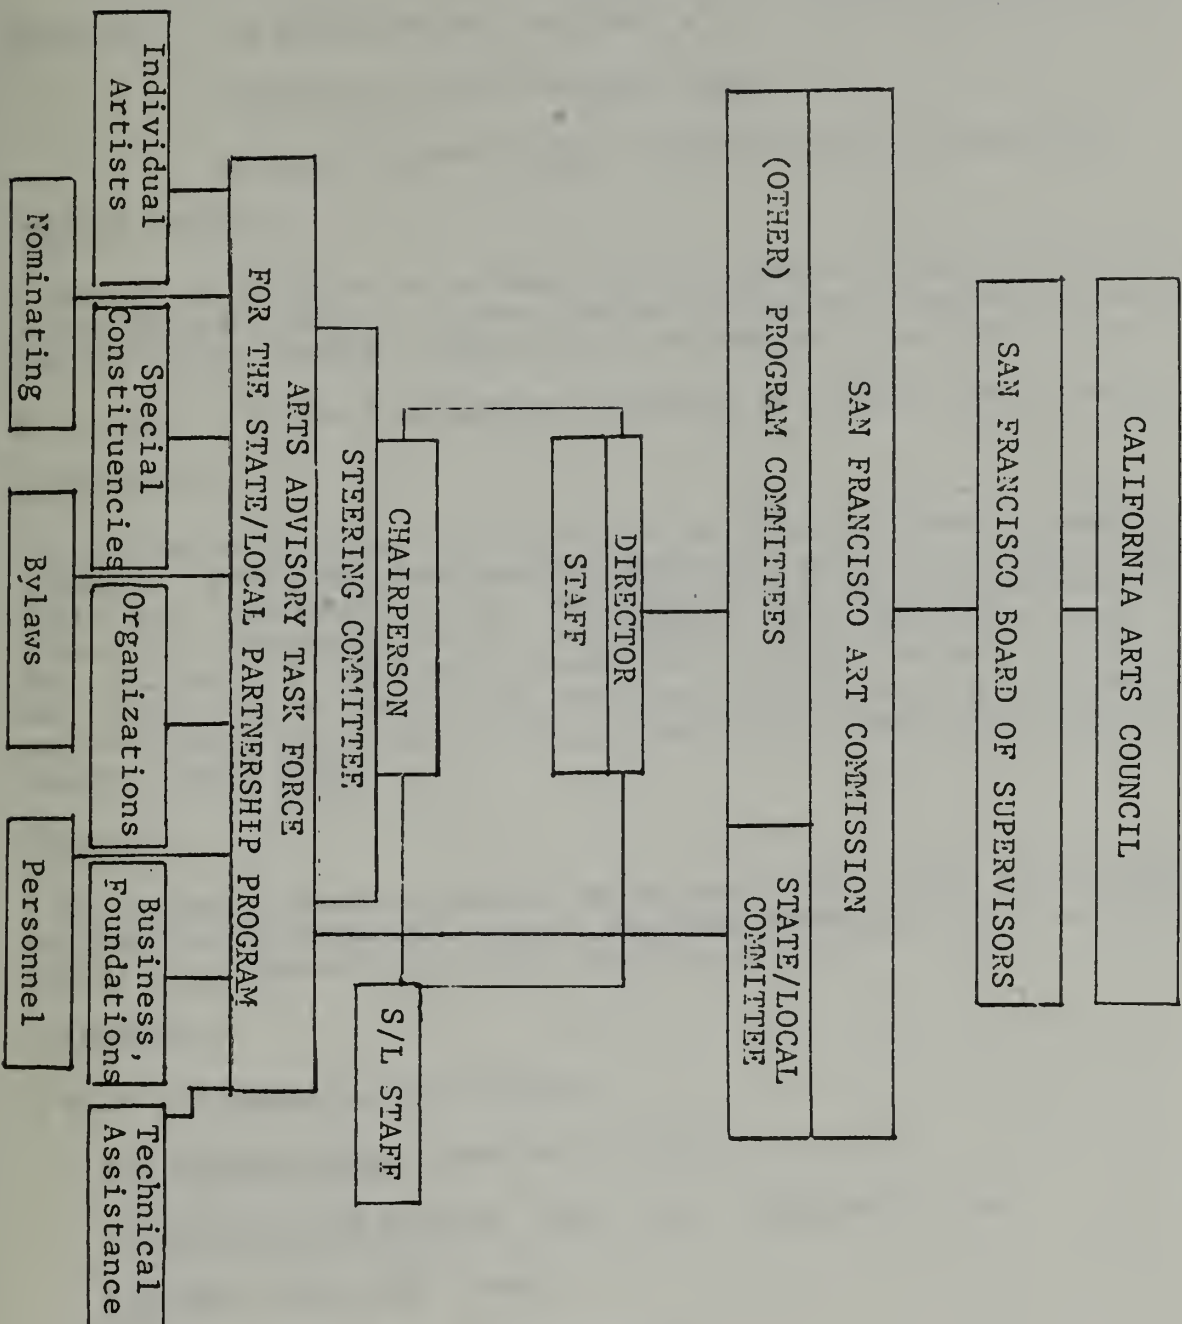 CALIFORNIA ARTS COUNCIL
SAN FRANCISCO BOARD OF SUPERVISORS
SAN FRANCISCO ART COMMISSION
(OTHER) PROGRAM COMMITTEES
STATE/LOCAL
COMMITTEE
DIRECTOR
STAFF
CHAIRPERSON
S/L STAFF
STEERING COMMITTEE
ARTS ADVISORY TASK FORCE
FOR THE STATE/LOCAL PARTNERSHIP PROGRAM
Individual
Artists
Special
Constituencies
Organizations
Business,
Foundations
Technical
Assistance
Nominating
Bylaws
Personnel